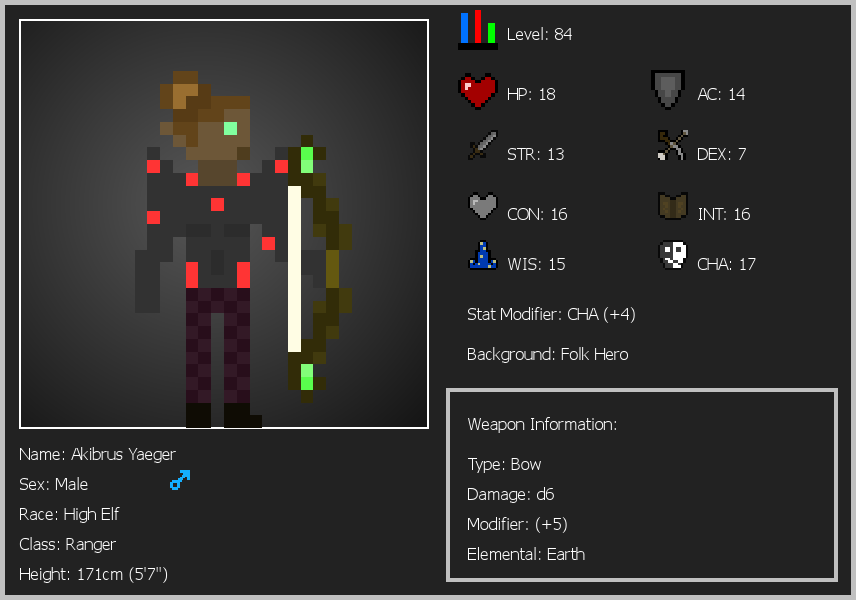 Level: 84
HP: 18
AC: 14
STR: 13
DEX: 7
CON: 16
INT: 16
WIS: 15
CHA: 17
Stat Modifier: CHA (+4)
Background: Folk Hero
Weapon Information:
Type: Bow
Damage: d6
Modifier: (+5)
Elemental: Earth
Name: Akibrus Yaeger
Sex: Male
Race: High Elf
Class: Ranger
Height: 171cm (5'7")